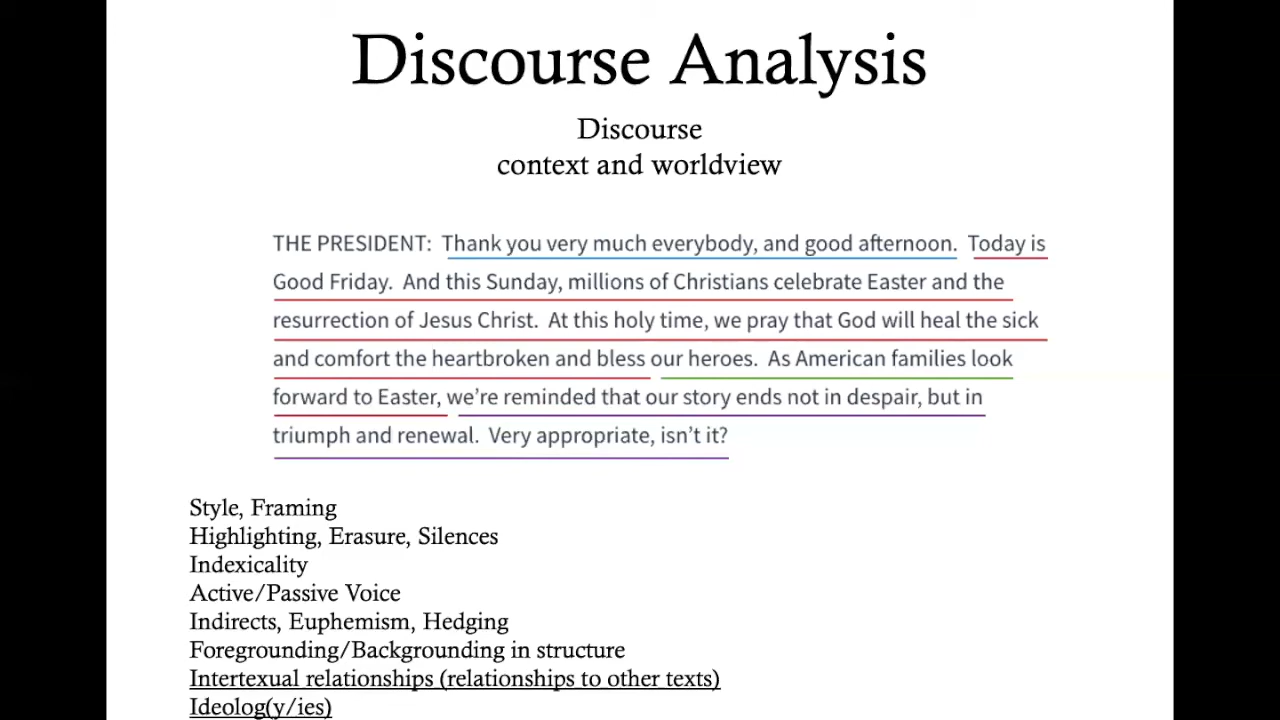 Discourse Analysis
Discourse
context and worldview
THE PRESIDENT:  Thank you very much everybody, and good afternoon.  Today is
Good Friday.  And this Sunday, millions of Christians celebrate Easter and the
resurrection of Jesus Christ.  At this holy time, we pray that God will heal the sick
and comfort the heartbroken and bless our heroes.  As American families look
forward to Easter, we’re reminded that our story ends not in despair, but in
triumph and renewal.  Very appropriate, isn’t it?
Style, Framing
Highlighting, Erasure, Silences
Indexicality
Active/Passive Voice
Indirects, Euphemism, Hedging
Foregrounding/Backgrounding in structure
Intertexual relationships (relationships to other texts)
Ideolog(y/ies)